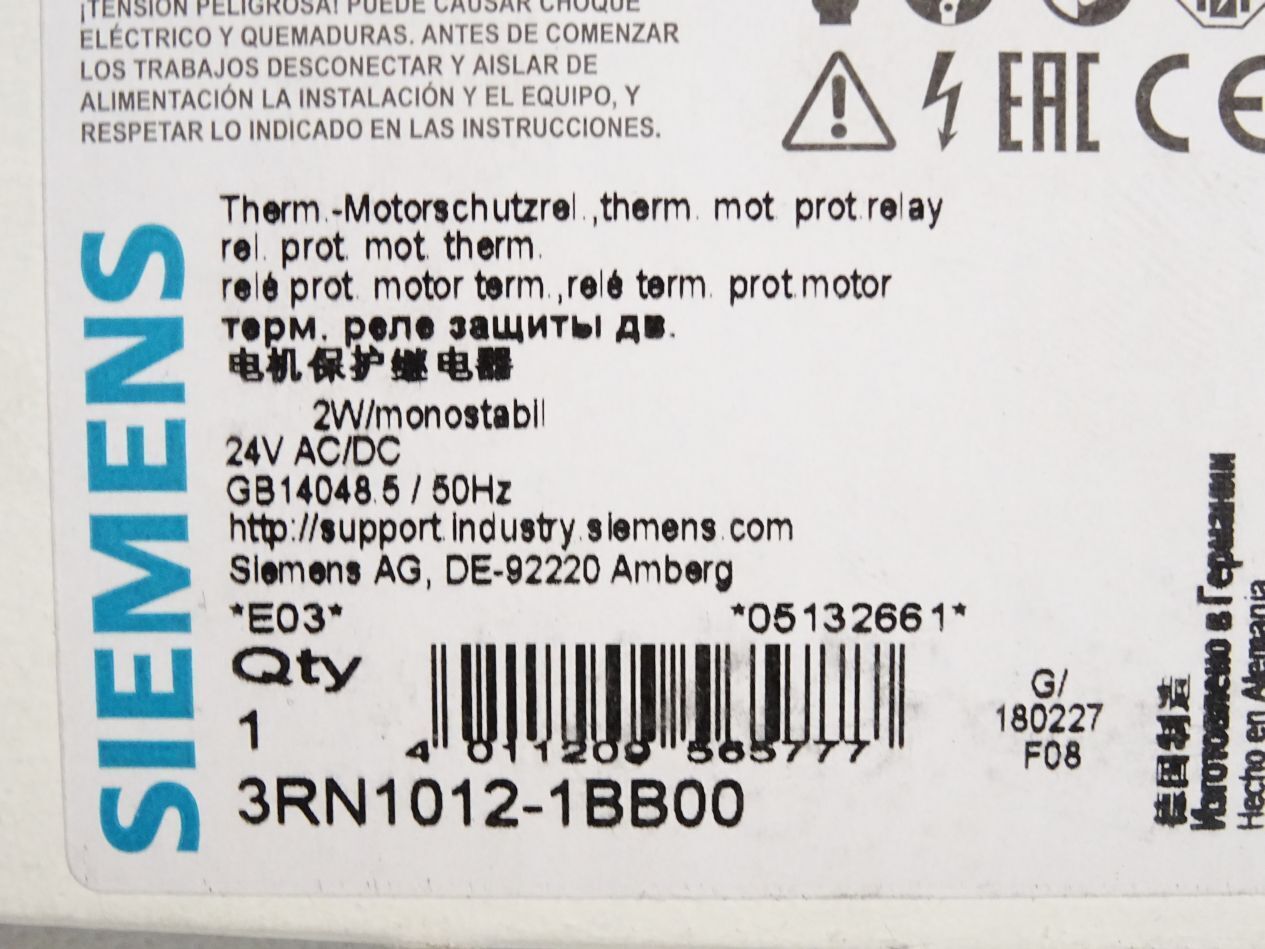 ¡TENSIÓN PELIGROSA! PUEDE CAUSAR CHOQUE
ELÉCTRICO Y QUEMADURAS. ANTES DE COMENZAR
LOS TRABAJOS DESCONECTAR Y AISLAR DE
ALIMENTACIÓN LA INSTALACIÓN Y EL EQUIPO, Y
RESPETAR LO INDICADO EN LAS INSTRUCCIONES.
EAC CE
SIEMENS
Therm.-Motorschutzrel.,therm. mot. prot.relay
rel. prot. mot. therm.
relé prot. motor term.,relé term. prot.motor
терм. реле защиты дв.
电机保护继电器
2W/monostabil
24V AC/DC
GB14048.5 / 50Hz
http://support.industry.siemens.com
Siemens AG, DE-92220 Amberg
*E03* *05132661*
Qty
1
4 011209 565777
3RN1012-1BB00
G/
180227
F08
德国制造
Изготовлено в Германии
Hecho en Alemania